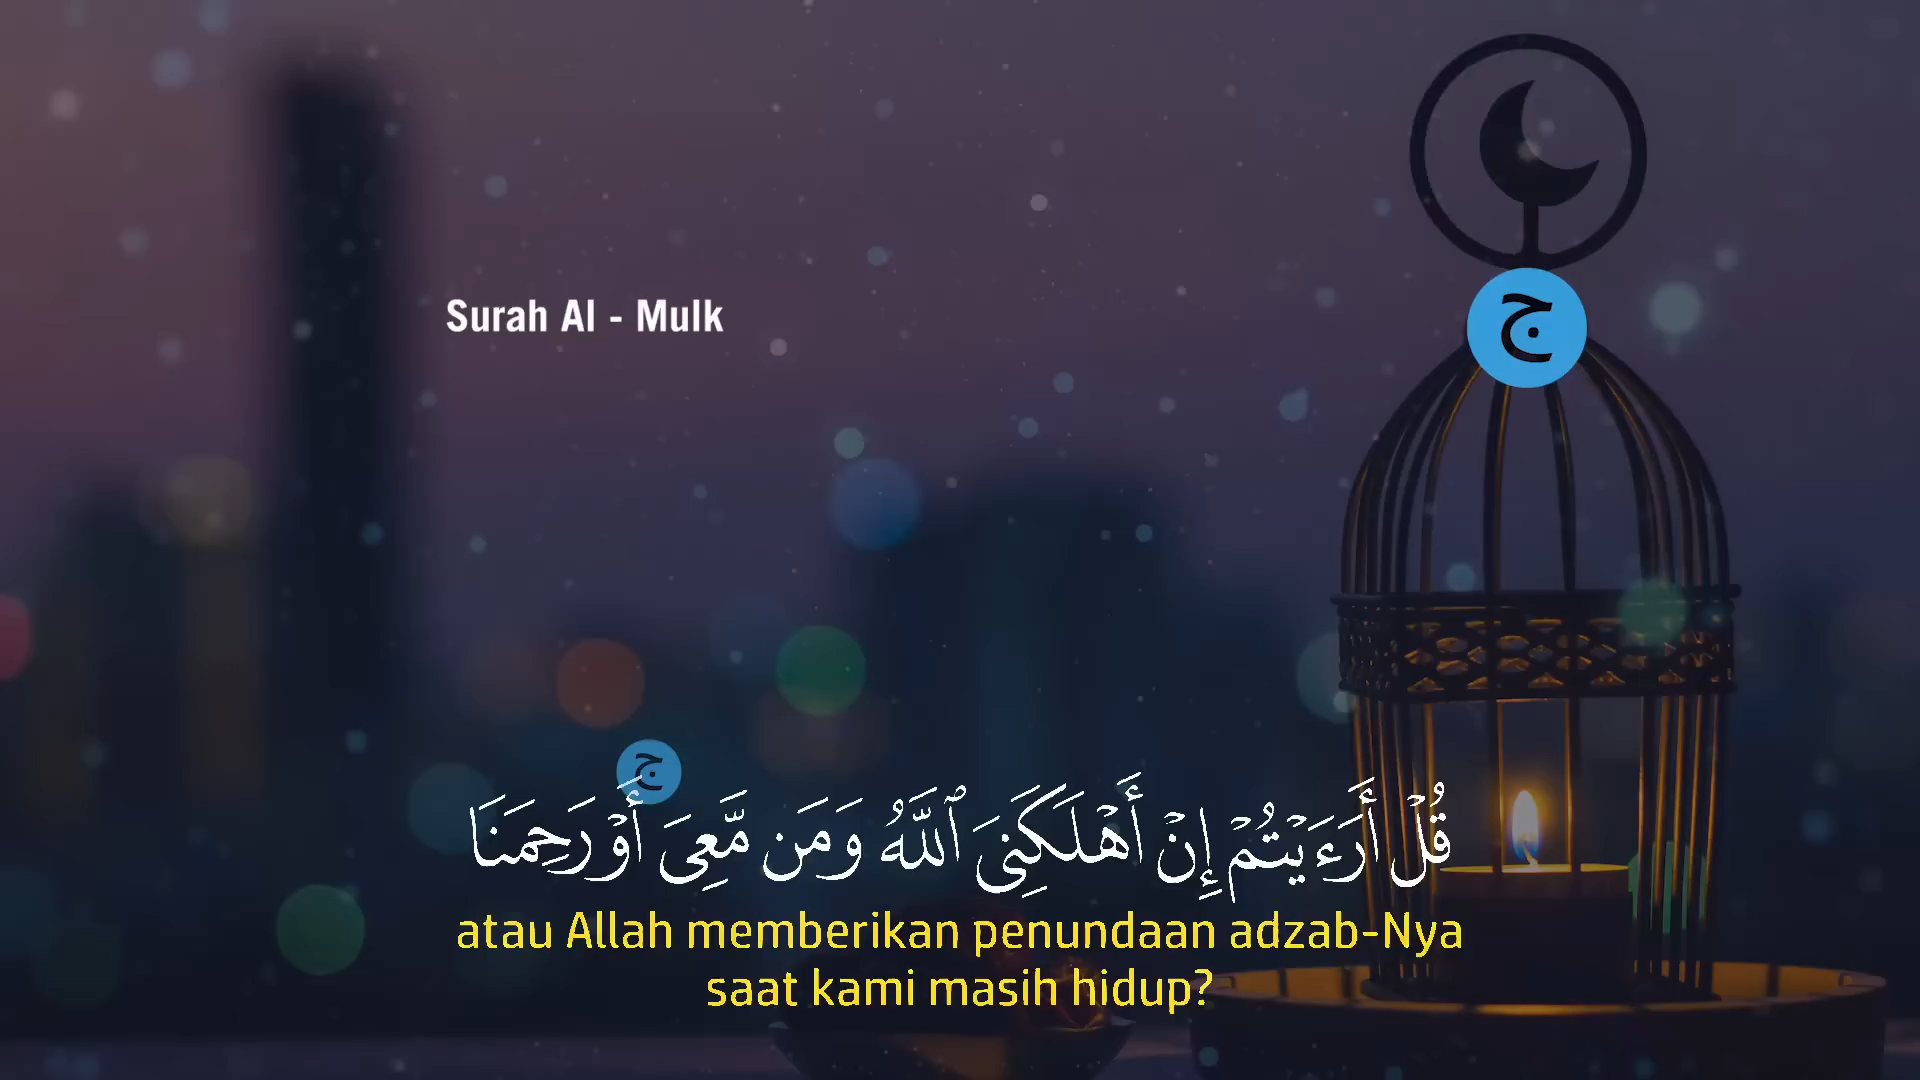 Surah Al - Mulk
ج
ج
قُلْ أَرَءَيْتُمْ إِنْ أَهْلَكَنِىَ ٱللَّهُ وَمَن مَّعِىَ أَوْ رَحِمَنَا
atau Allah memberikan penundaan adzab-Nya
saat kami masih hidup?